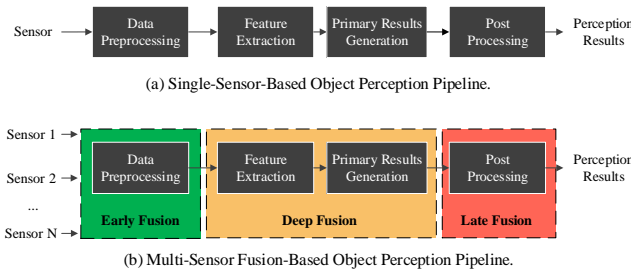 Sensor
Data
Preprocessing
Feature
Extraction
Primary Results
Generation
Post
Processing
Perception
Results
(a) Single-Sensor-Based Object Perception Pipeline.
Sensor 1
Sensor 2
...
Sensor N
Data
Preprocessing
Early Fusion
Feature
Extraction
Primary Results
Generation
Deep Fusion
Post
Processing
Late Fusion
Perception
Results
(b) Multi-Sensor Fusion-Based Object Perception Pipeline.